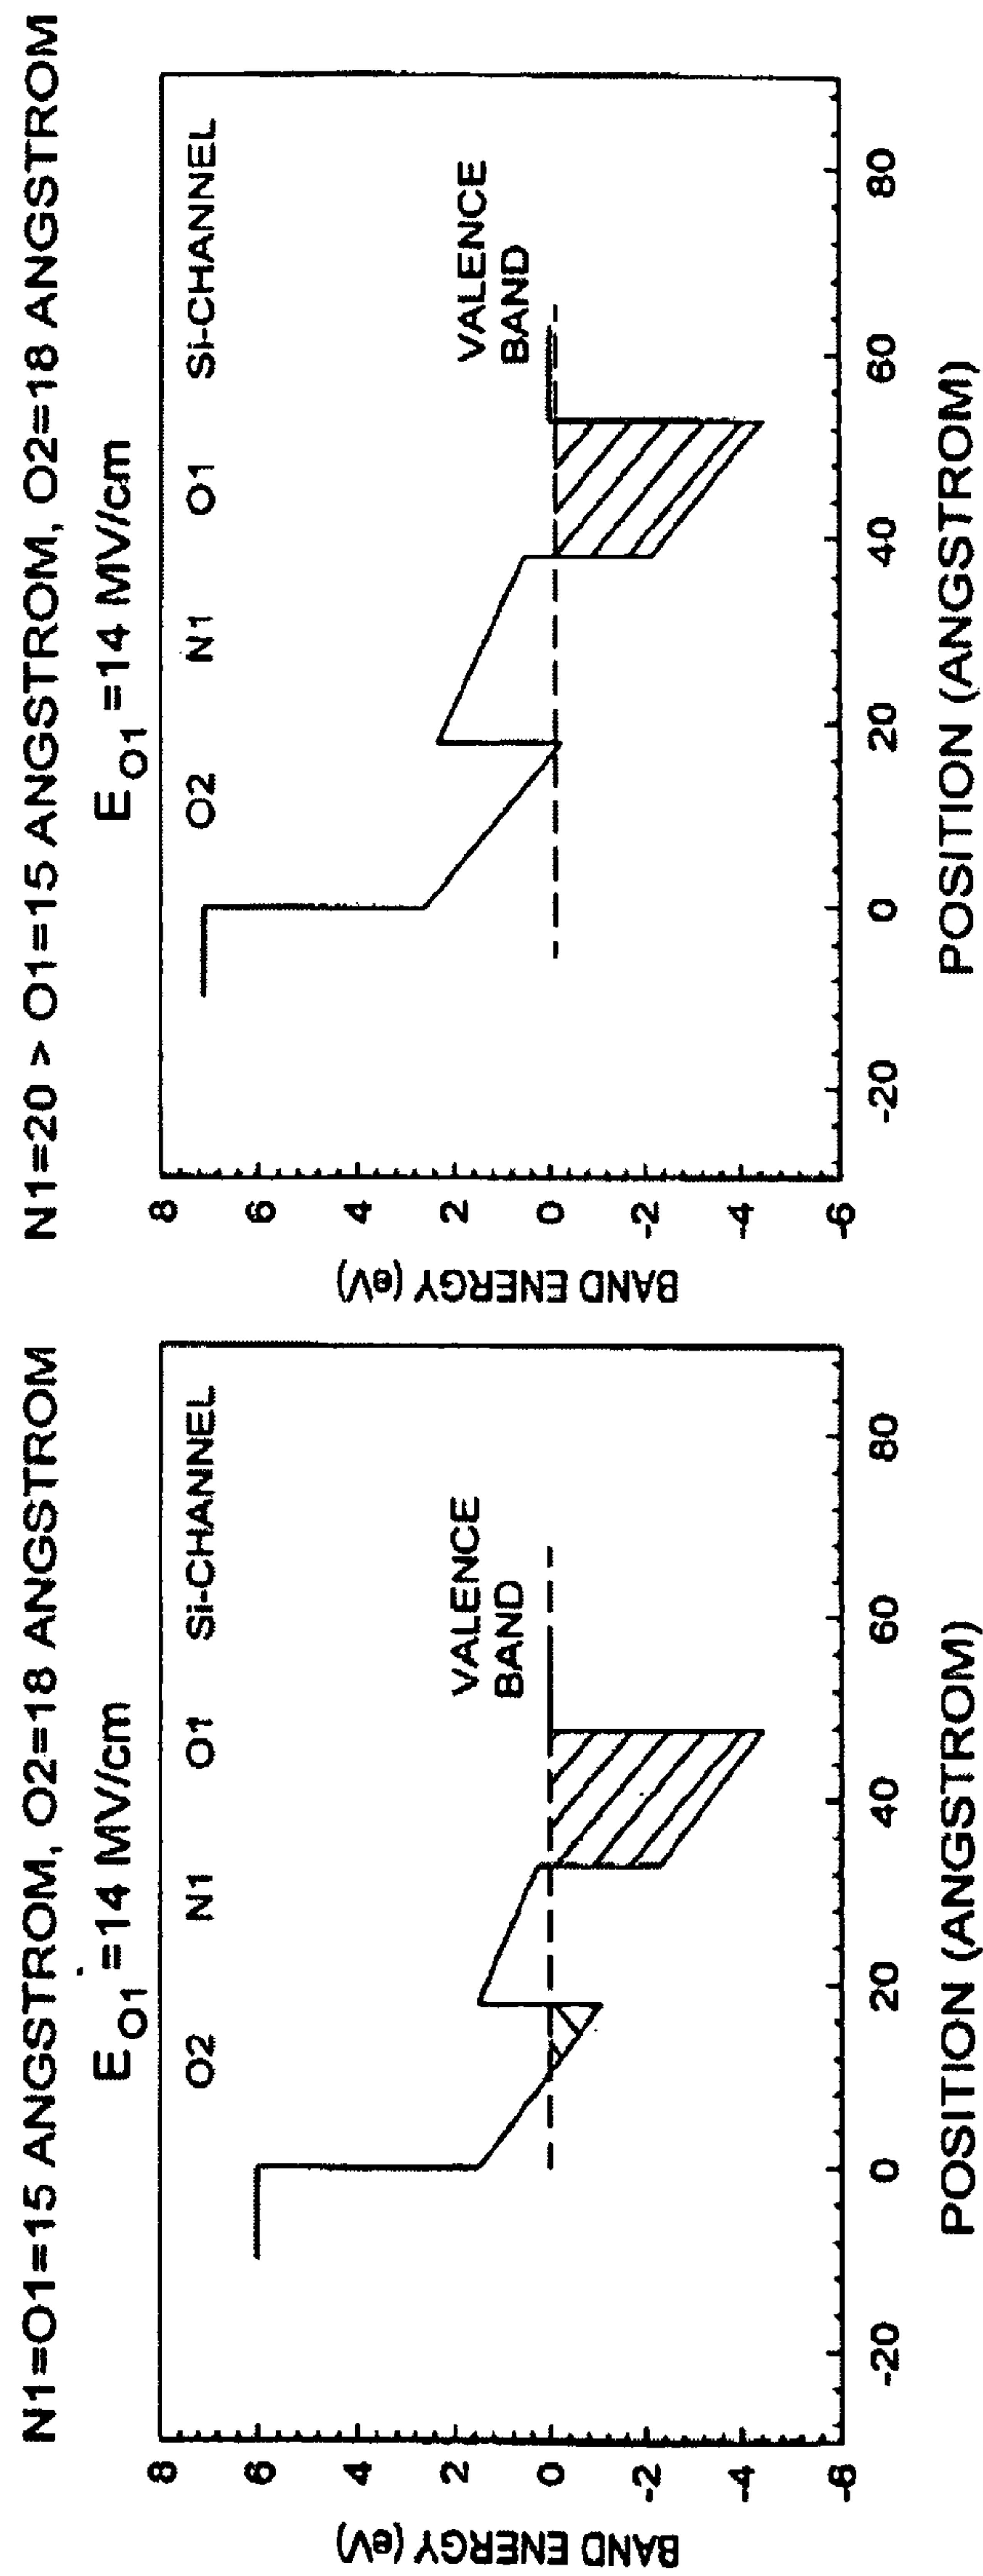 N1=O1=15 ANGSTROM, O2=18 ANGSTROM
E O1 =14 MV/cm
O2 N1 O1 Si-CHANNEL
VALENCE
BAND
8
6
4
2
0
-2
-4
-6
BAND ENERGY (eV)
-20 0 20 40 60 80
POSITION (ANGSTROM)
N1=20 > O1=15 ANGSTROM, O2=18 ANGSTROM
E O1 =14 MV/cm
O2 N1 O1 Si-CHANNEL
VALENCE
BAND
8
6
4
2
0
-2
-4
-6
BAND ENERGY (eV)
-20 0 20 40 60 80
POSITION (ANGSTROM)